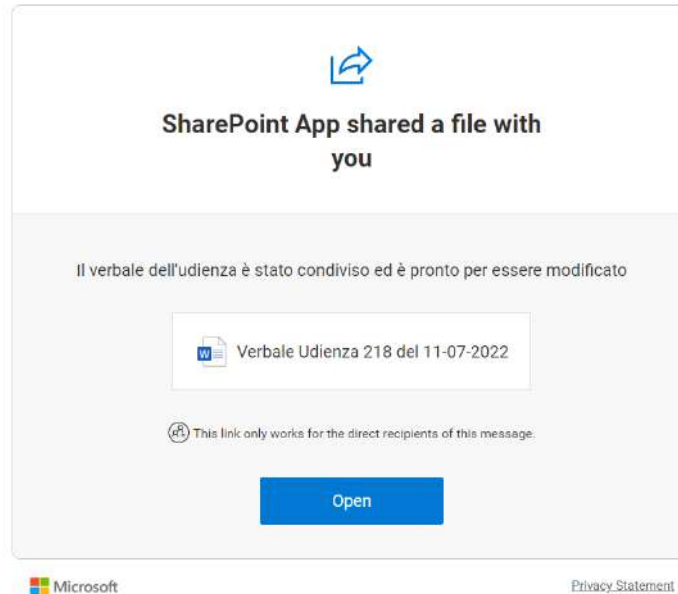 SharePoint App shared a file with
you
Il verbale dell'udienza è stato condiviso ed è pronto per essere modificato
Verbale Udienza 218 del 11-07-2022
This link only works for the direct recipients of this message.
Open
Microsoft
Privacy Statement